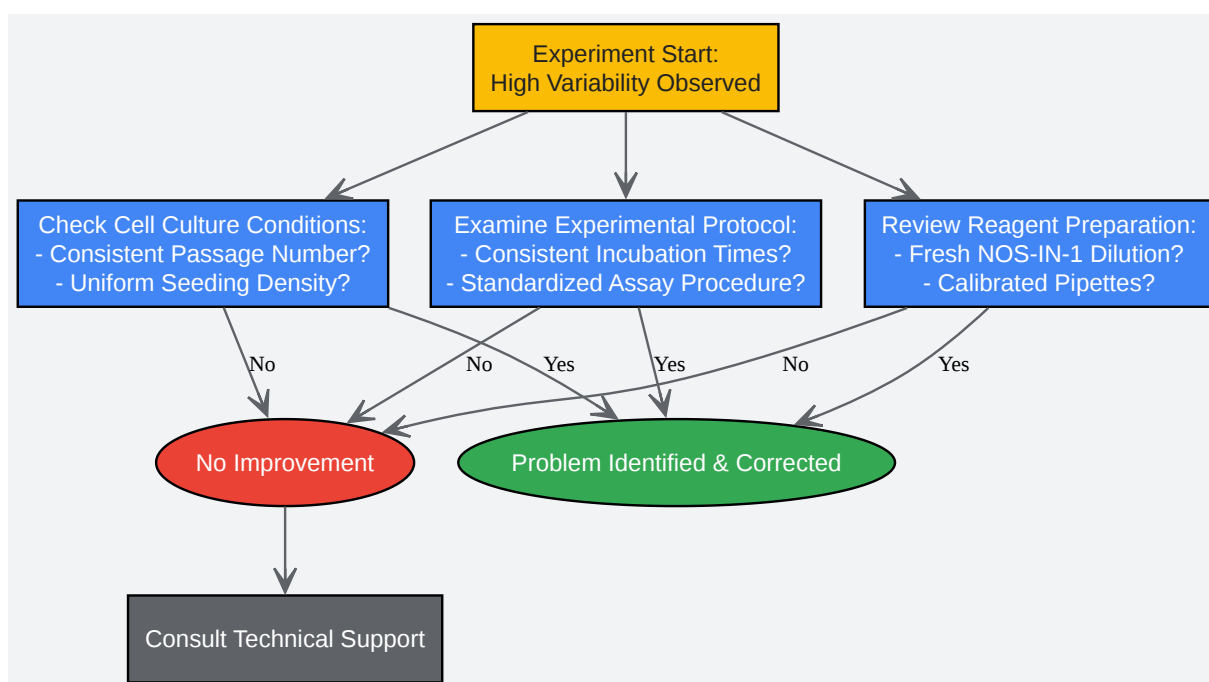 Experiment Start:
High Variability Observed
Check Cell Culture Conditions:
- Consistent Passage Number?
- Uniform Seeding Density?
Examine Experimental Protocol:
- Consistent Incubation Times?
- Standardized Assay Procedure?
Review Reagent Preparation:
- Fresh NOS-IN-1 Dilution?
- Calibrated Pipettes?
No
No
Yes
Yes
No
Yes
No Improvement
Problem Identified & Corrected
Consult Technical Support